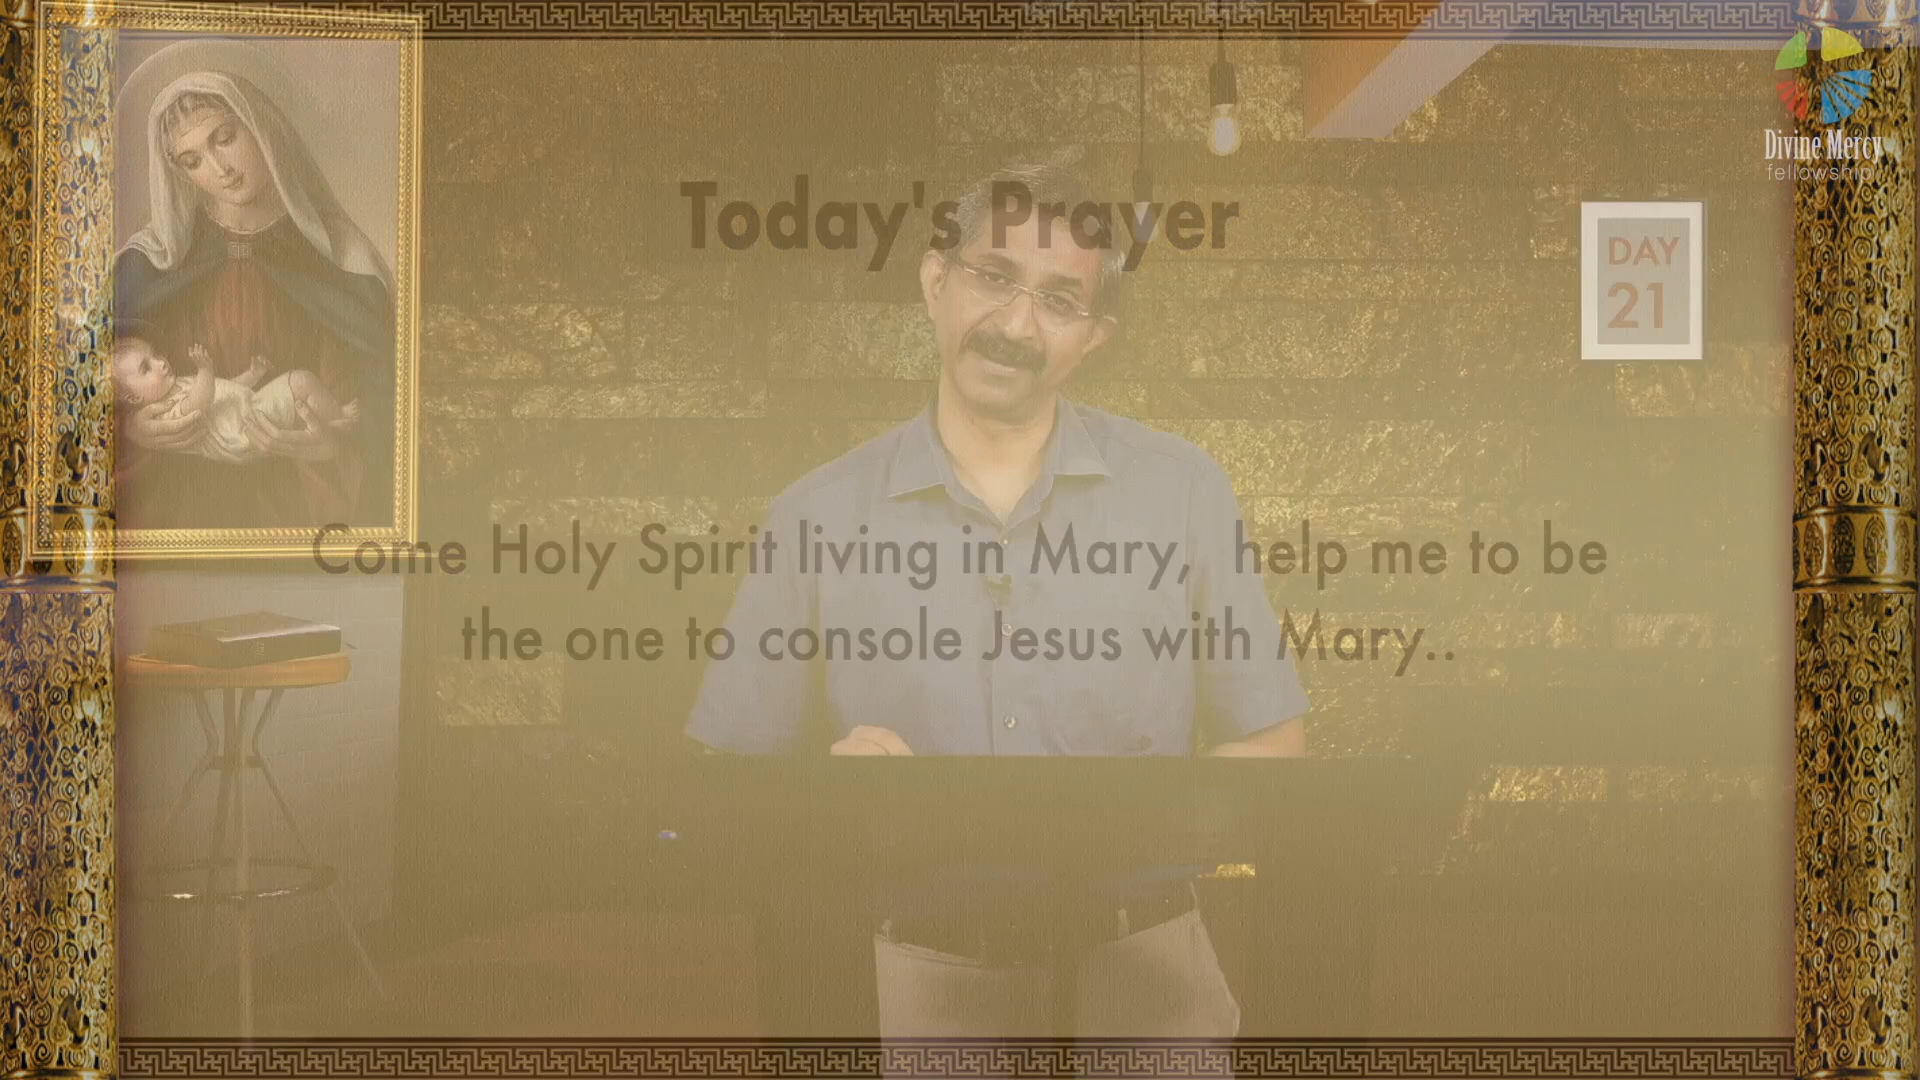 Divine Mercy
fellowship
Today's Prayer
DAY
21
Come Holy Spirit living in Mary, help me to be
the one to console Jesus with Mary..